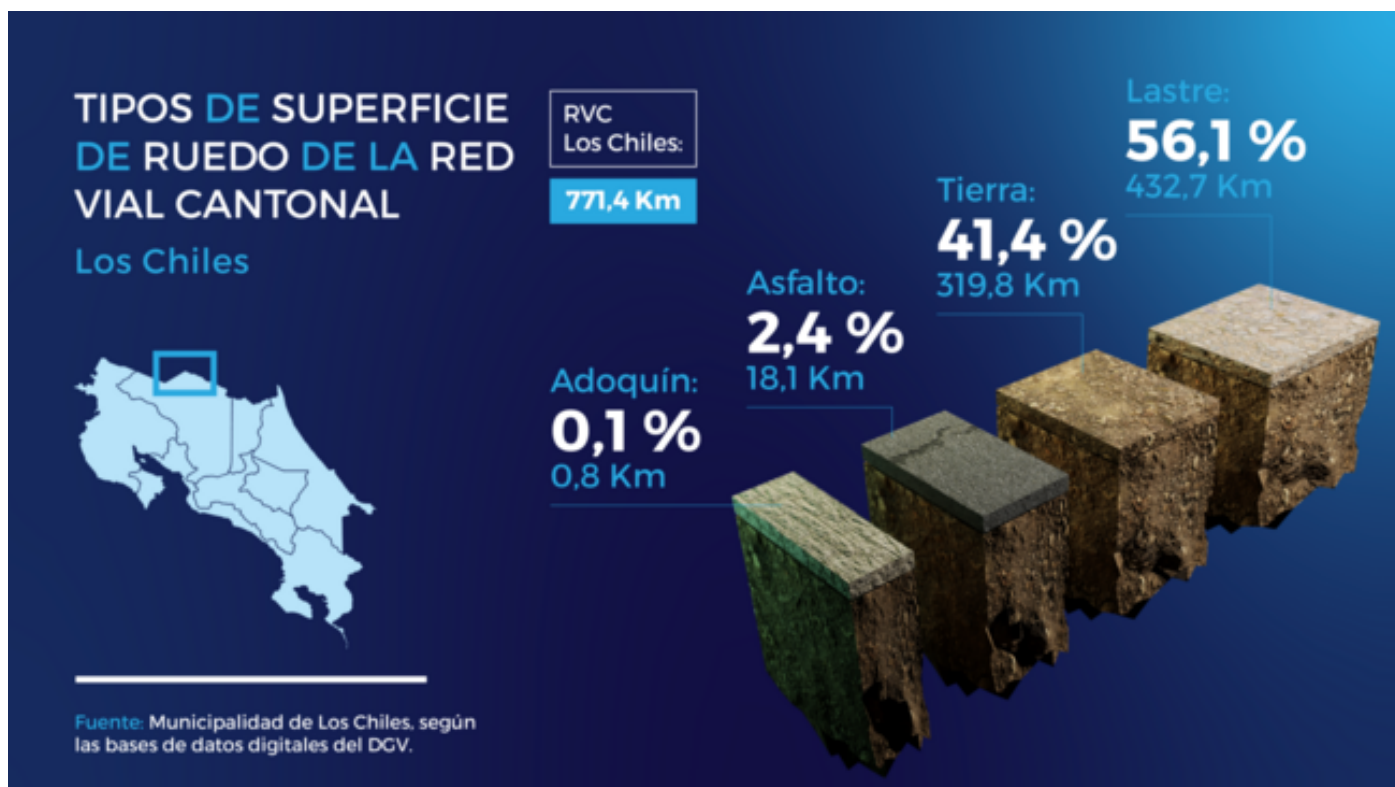 TIPOS DE SUPERFICIE
DE RUEDO DE LA RED
VIAL CANTONAL
Los Chiles
RVC
Los Chiles:
771,4 Km
Lastre:
56,1 %
432,7 Km
Tierra:
41,4 %
319,8 Km
Asfalto:
2,4 %
18,1 Km
Adoquín:
0,1 %
0,8 Km
Fuente: Municipalidad de Los Chiles, según
las bases de datos digitales del DGV.